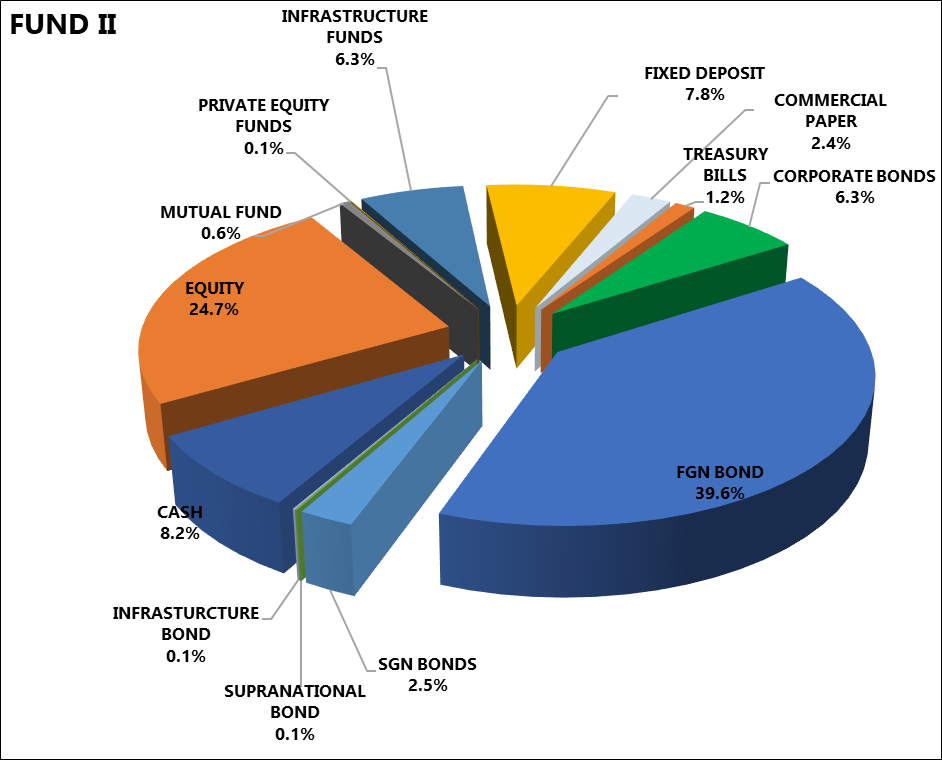 FUND II
INFRASTRUCTURE
FUNDS
6.3%
FIXED DEPOSIT
7.8%
COMMERCIAL
PAPER
2.4%
PRIVATE EQUITY
FUNDS
0.1%
TREASURY
BILLS
1.2%
CORPORATE BONDS
6.3%
MUTUAL FUND
0.6%
EQUITY
24.7%
FGN BOND
39.6%
CASH
8.2%
INFRASTURCTURE
BOND
0.1%
SGN BONDS
2.5%
SUPRANATIONAL
BOND
0.1%